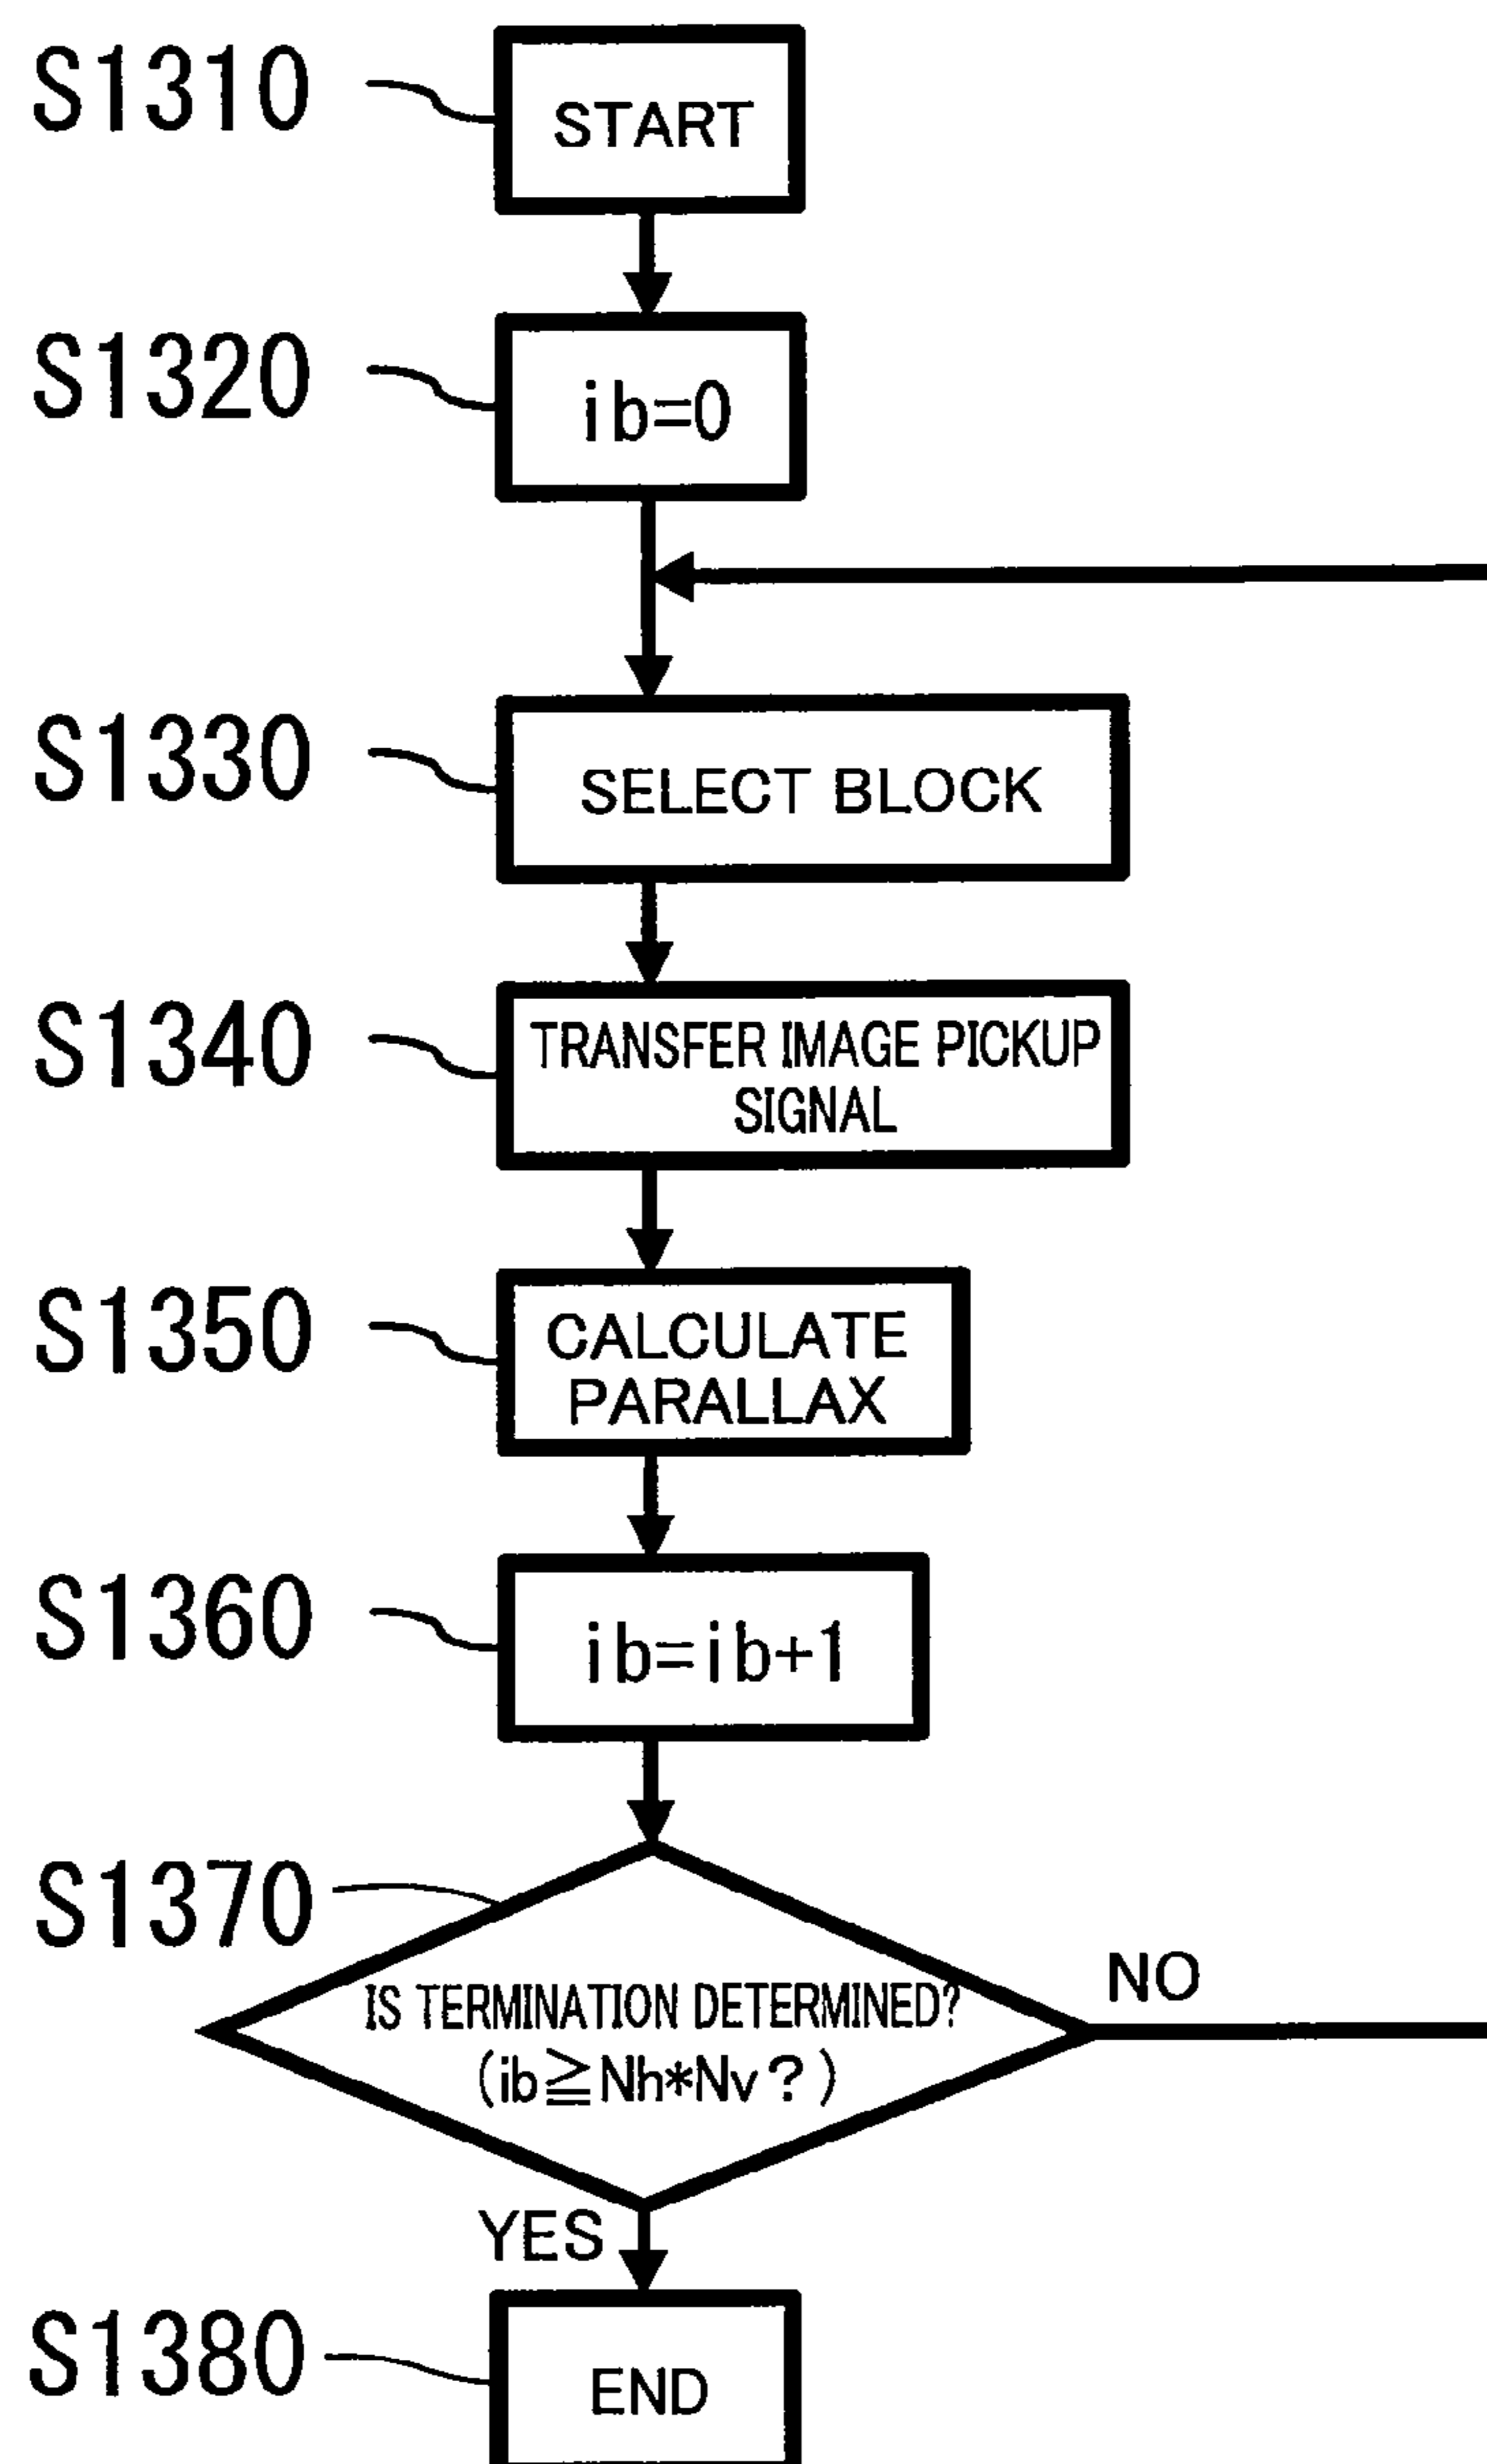 S1310
START
S1320
ib=0
S1330
SELECT BLOCK
S1340
TRANSFER IMAGE PICKUP
SIGNAL
S1350
CALCULATE
PARALLAX
S1360
ib=ib+1
S1370
IS TERMINATION DETERMINED?
(ib≧Nh*Nv?)
NO
YES
S1380
END